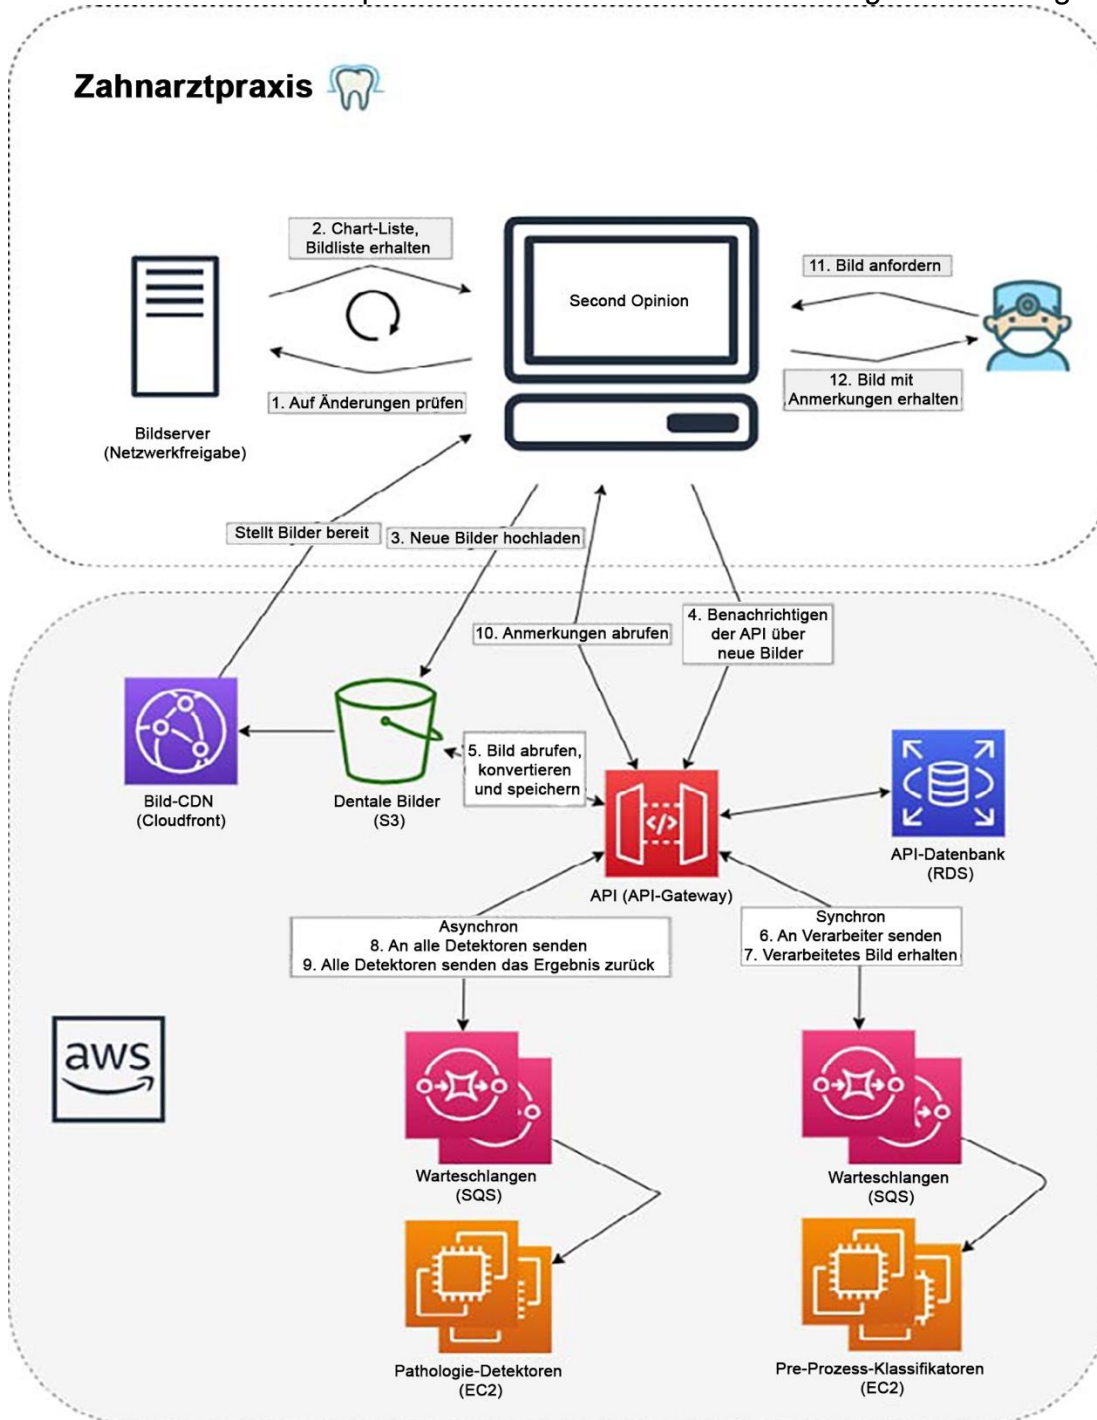 Zahnarztpraxis
2. Chart-Liste,
Bildliste erhalten
11. Bild anfordern
Second Opinion
1. Auf Änderungen prüfen
12. Bild mit
Anmerkungen erhalten
Bildserver
(Netzwerkfreigabe)
Stellt Bilder bereit
3. Neue Bilder hochladen
10. Anmerkungen abrufen
4. Benachrichtigen
der API über
neue Bilder
5. Bild abrufen,
konvertieren
und speichern
Bild-CDN
(Cloudfront)
Dentale Bilder
(S3)
</>
API-Datenbank
(RDS)
API (API-Gateway)
Asynchron
8. An alle Detektoren senden
9. Alle Detektoren senden das Ergebnis zurück
Synchron
6. An Verarbeiter senden
7. Verarbeitetes Bild erhalten
aws
Warteschlangen
(SQS)
Warteschlangen
(SQS)
Pathologie-Detektoren
(EC2)
Pre-Prozess-Klassifikatoren
(EC2)